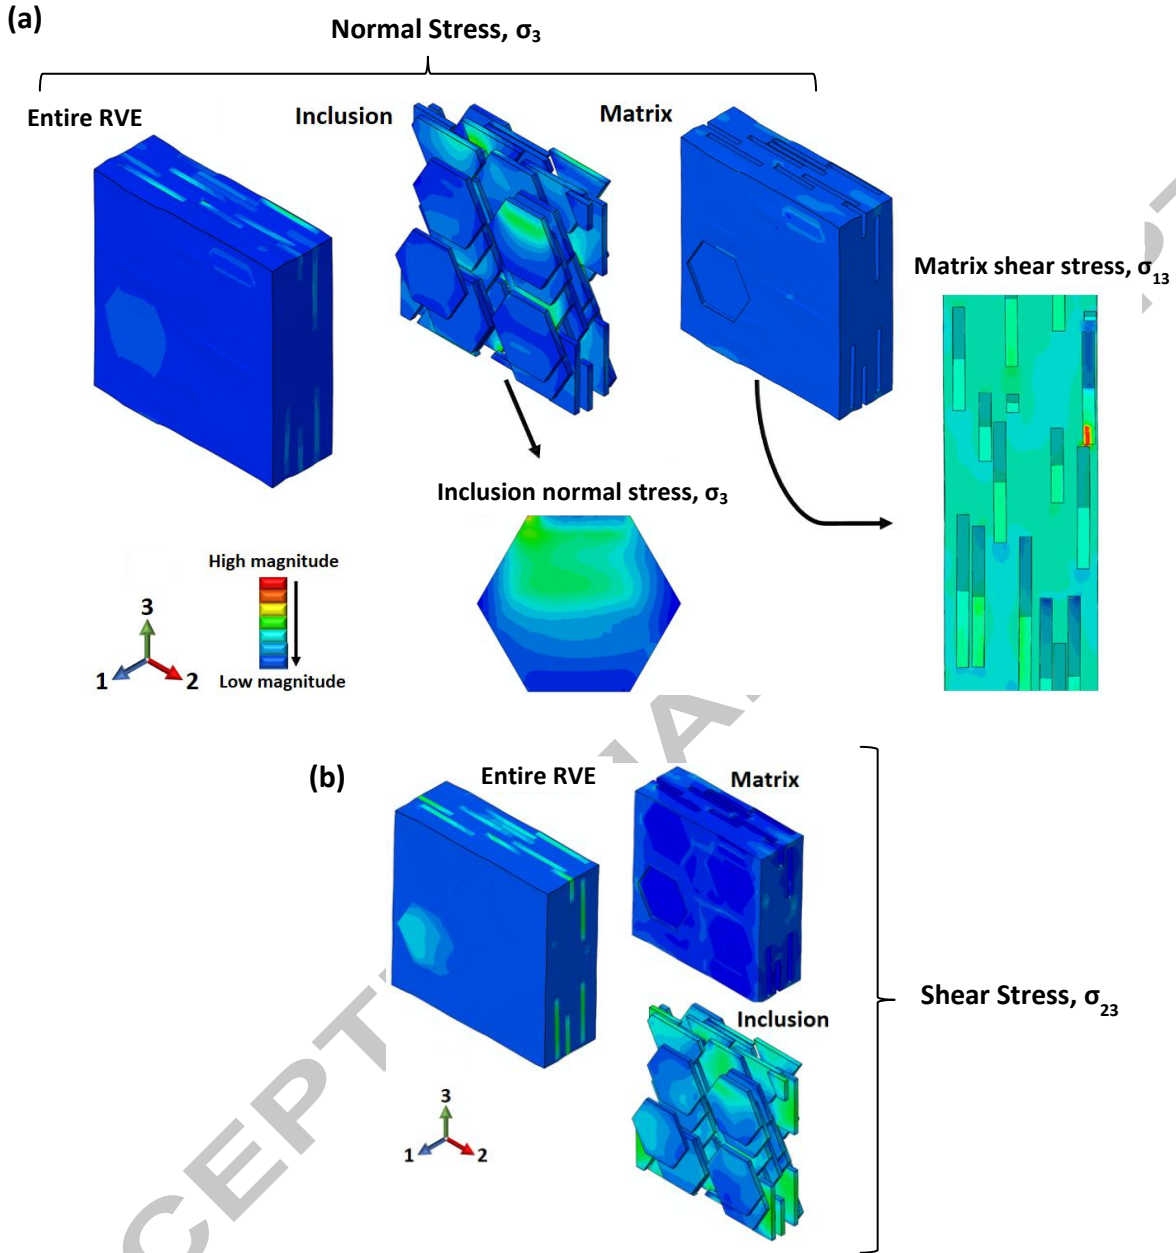 (a)
Normal Stress, σ3
Entire RVE
Inclusion
Matrix
Matrix shear stress, σ13
Inclusion normal stress, σ3
High magnitude
Low magnitude
3
1
2
(b)
Entire RVE
Matrix
Inclusion
Shear Stress, σ23
3
1
2
CEPT